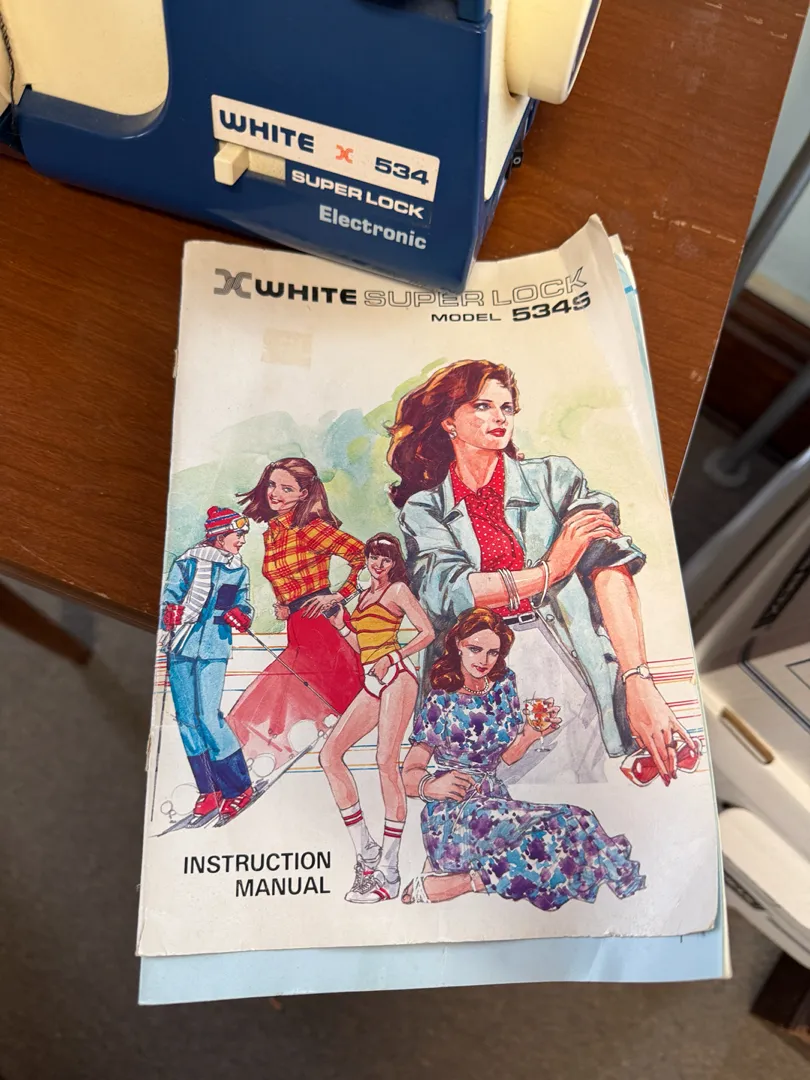 WHITE 534
SUPER LOCK
Electronic
WHITE SUPER LOCK
MODEL 534S
INSTRUCTION
MANUAL